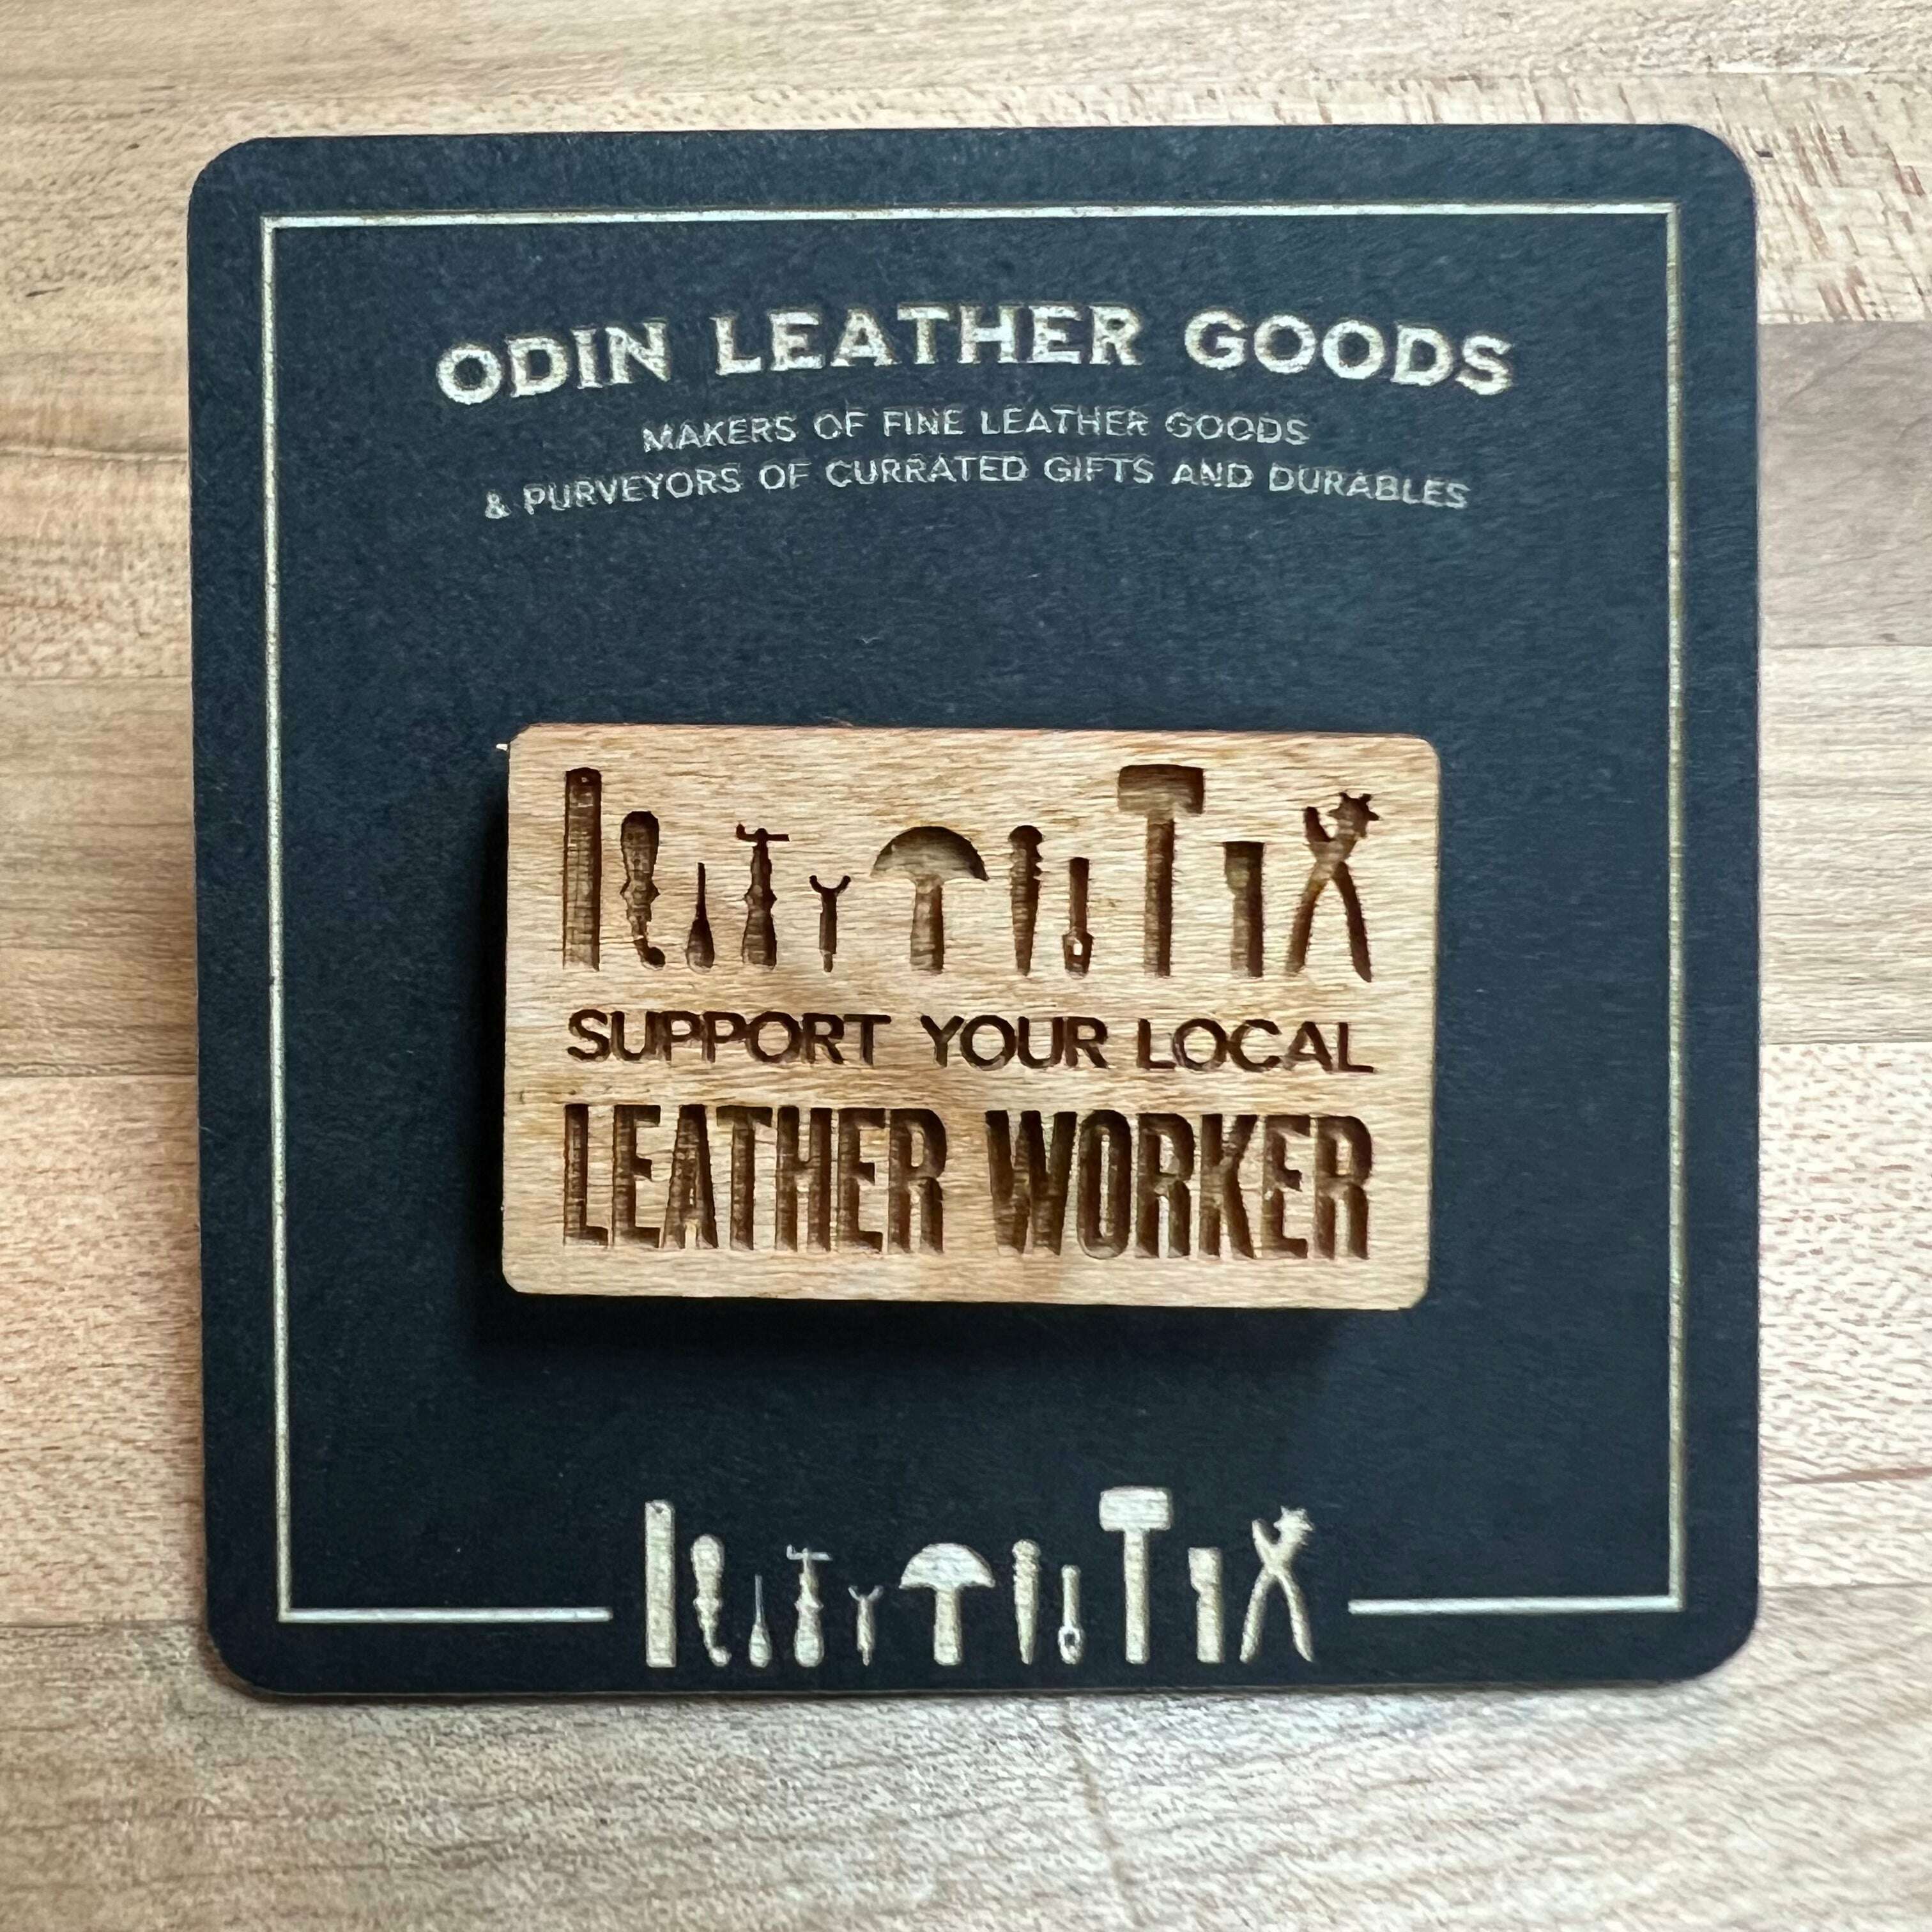 ODIN LEATHER GOODS
MAKERS OF FINE LEATHER GOODS
& PURVEYORS OF CURRATED GIFTS AND DURABLES
SUPPORT YOUR LOCAL
LEATHER WORKER